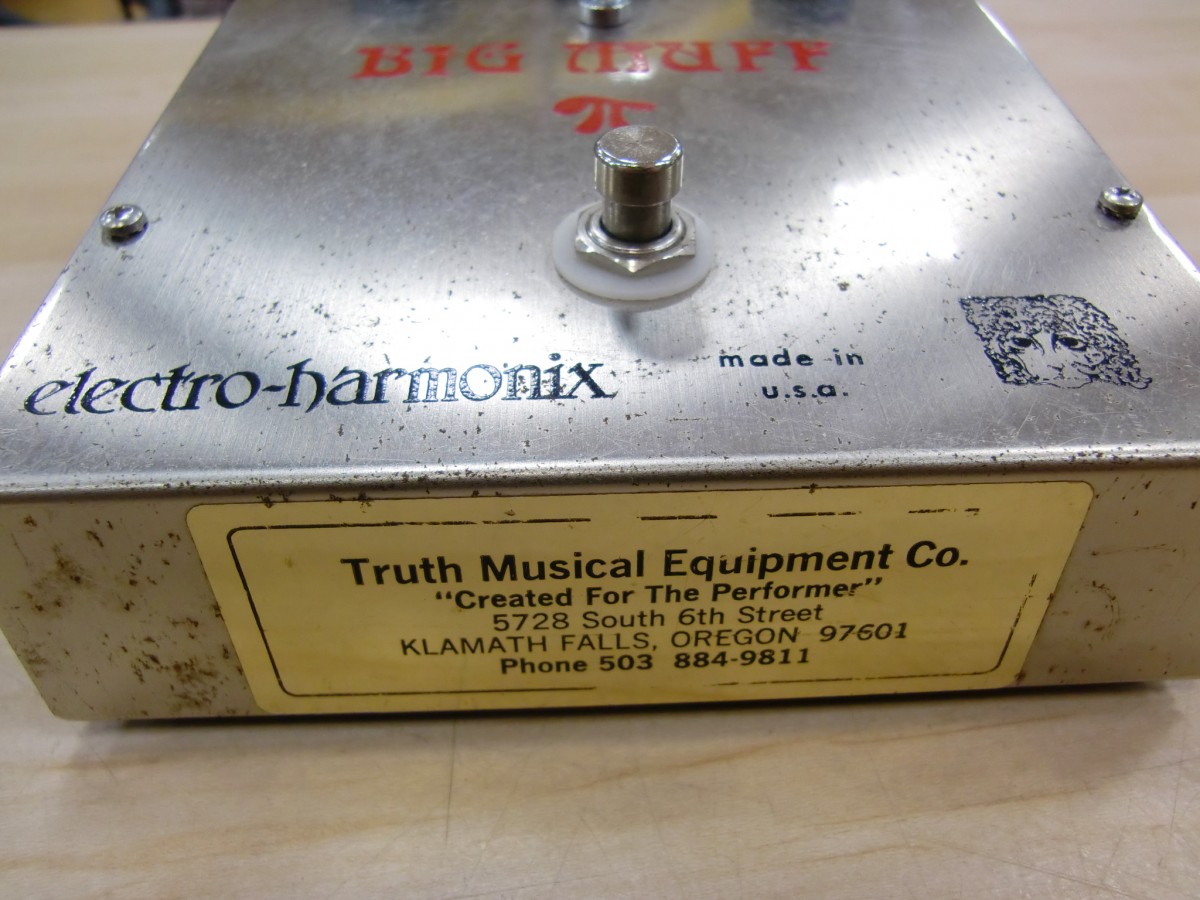 BIG MUFF
π
electro-harmonix
made in
u.s.a.
Truth Musical Equipment Co.
"Created For The Performer"
5728 South 6th Street
KLAMATH FALLS, OREGON 97601
Phone 503 884-9811